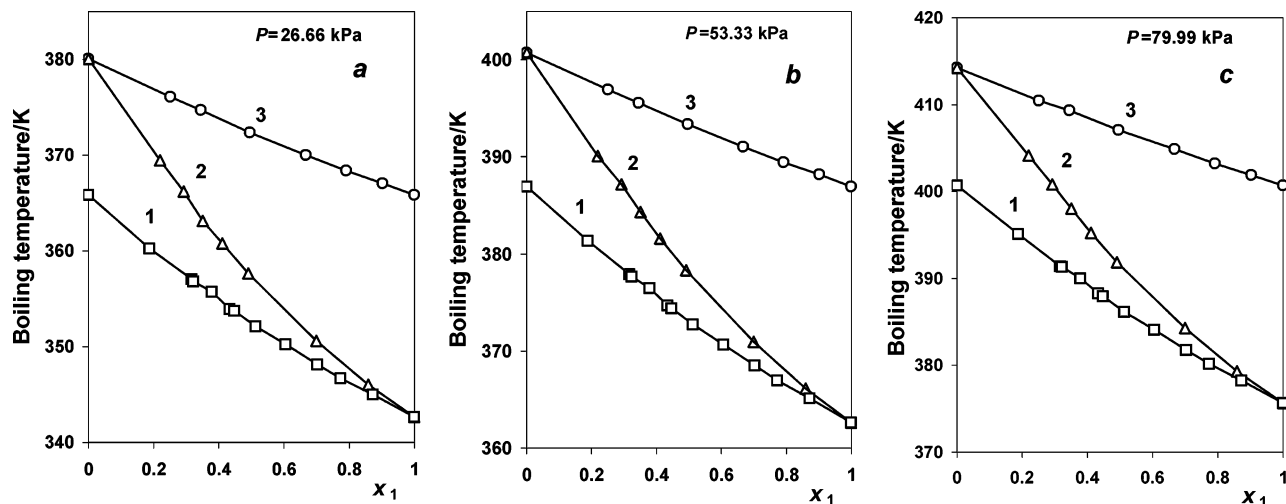 P=26.66 kPa
a
380
370
360
350
340
3
2
1
Boiling temperature/K
0 0.2 0.4 0.6 0.8 1
x1
P=53.33 kPa
b
400
390
380
370
360
3
2
1
Boiling temperature/K
0 0.2 0.4 0.6 0.8 1
x1
P=79.99 kPa
c
420
410
400
390
380
370
3
2
1
Boiling temperature/K
0 0.2 0.4 0.6 0.8 1
x1